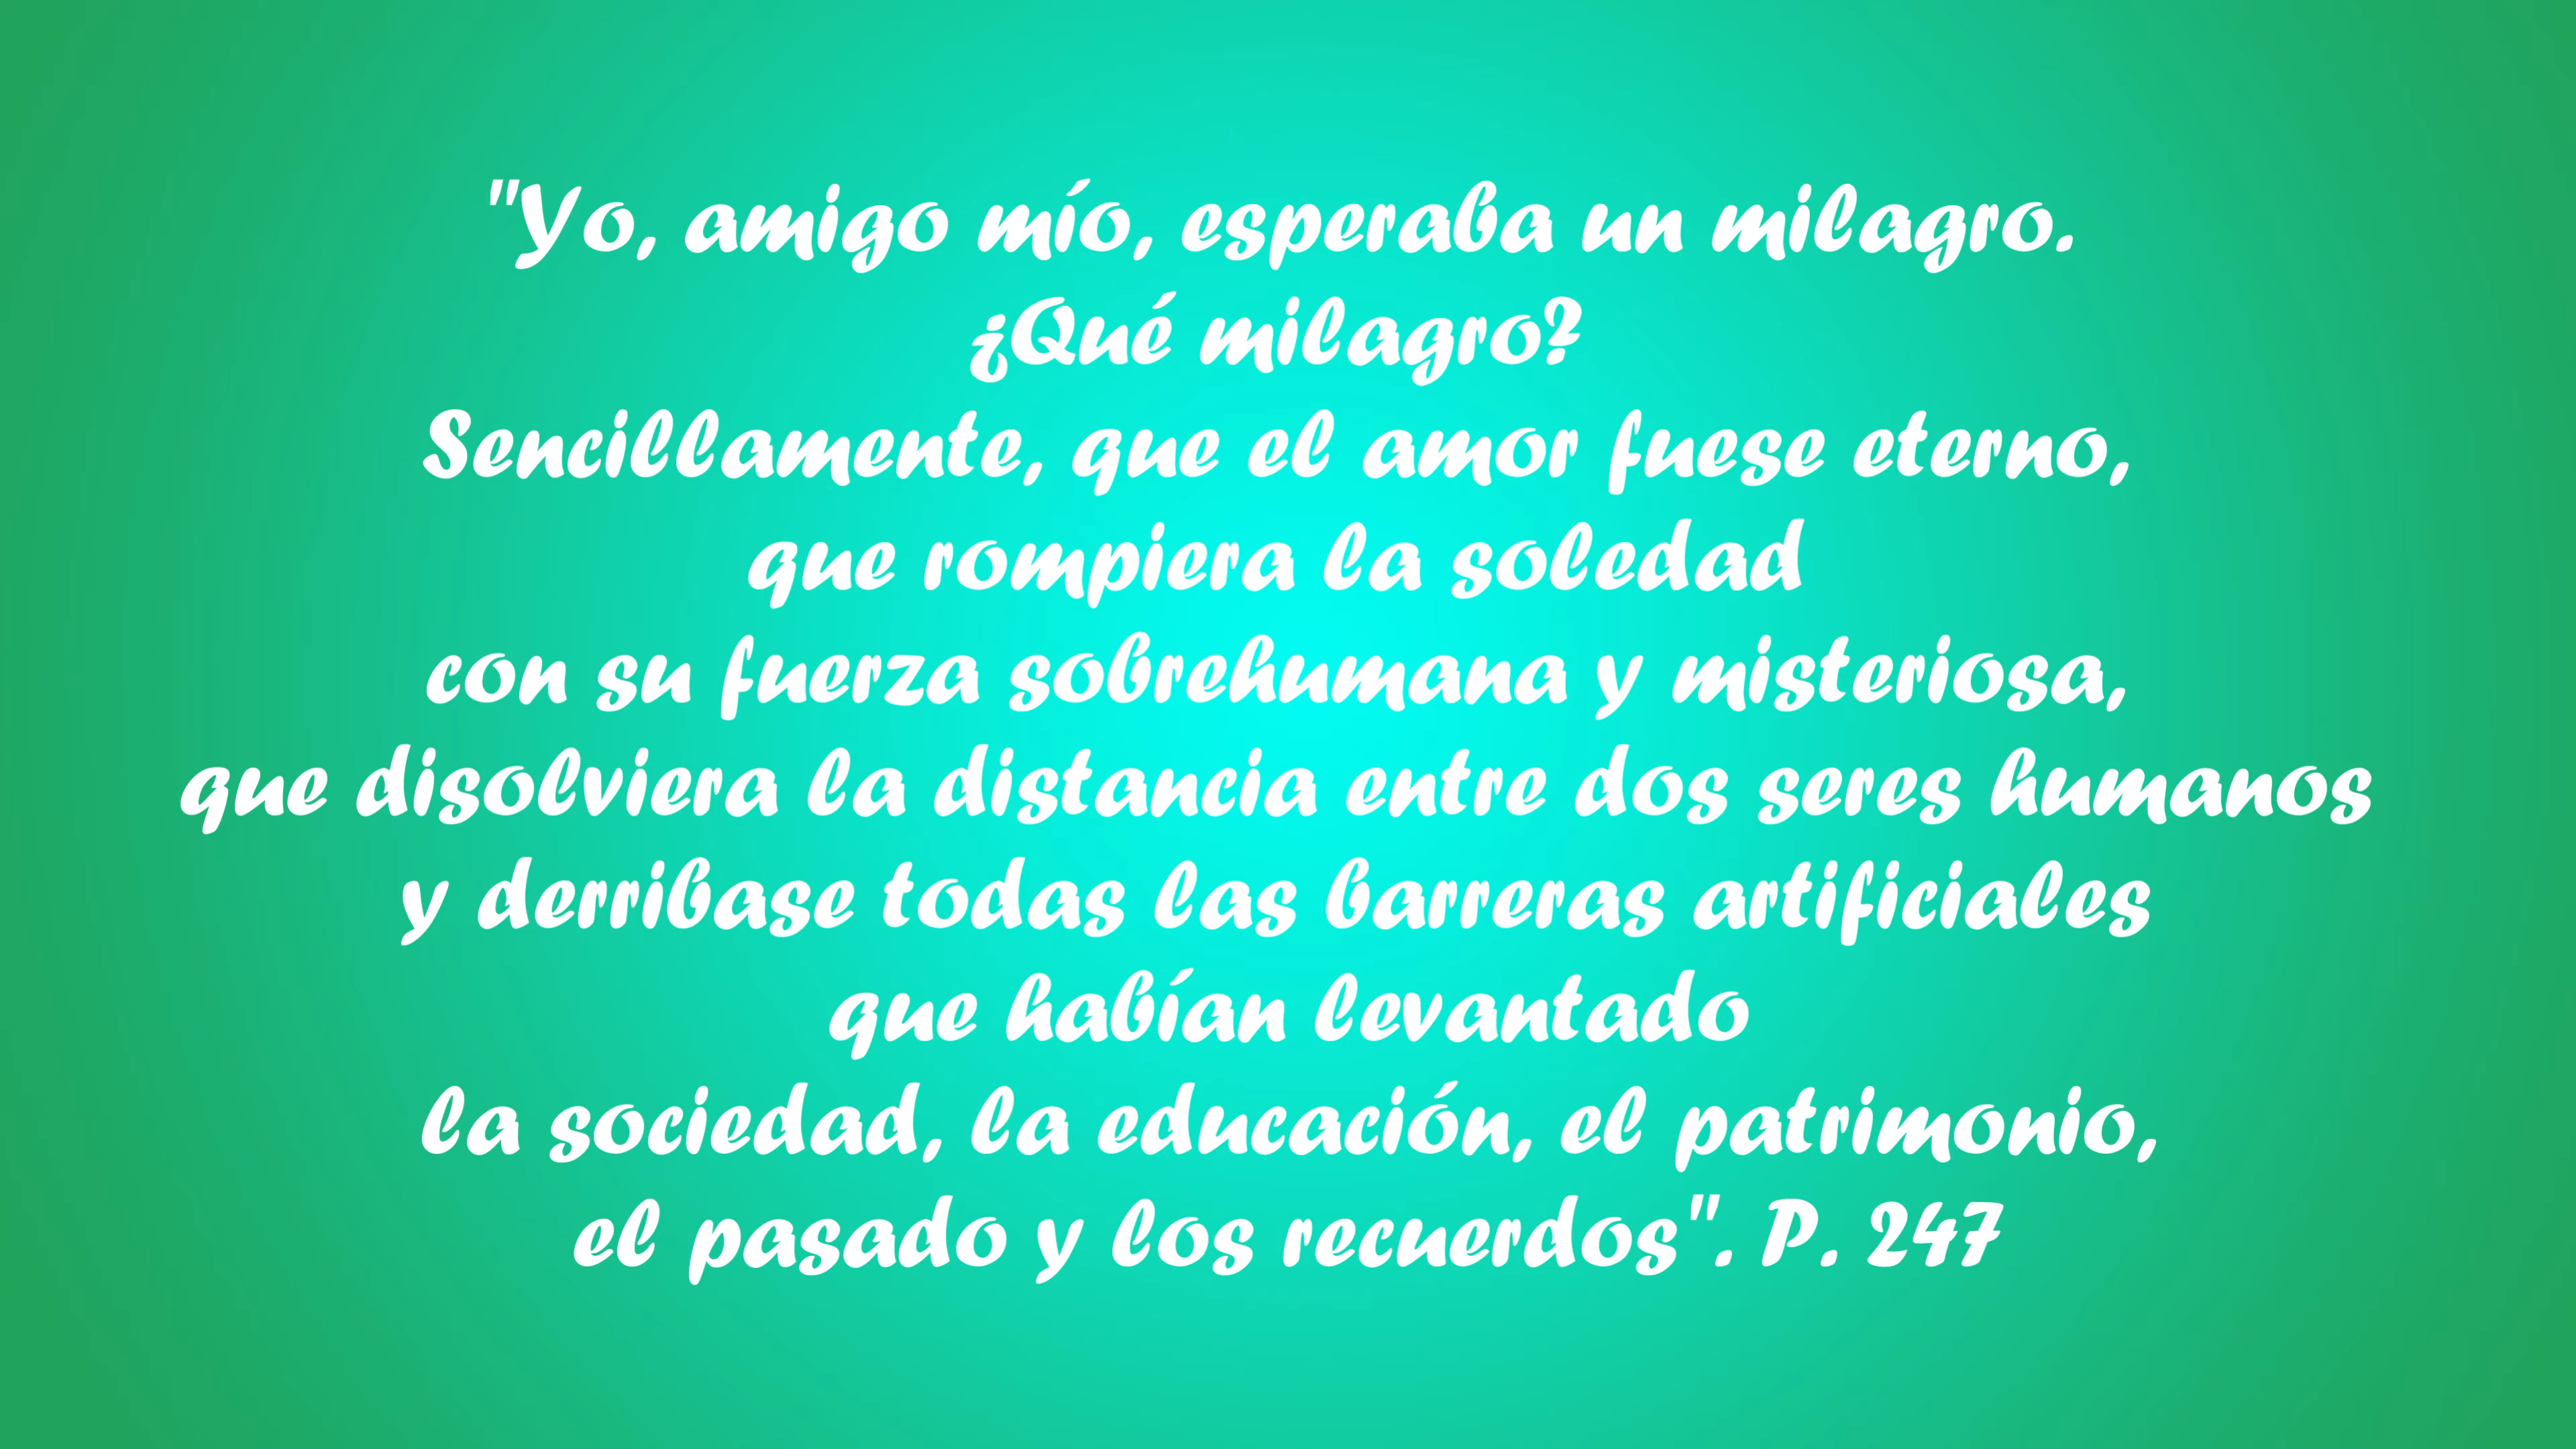 "Yo, amigo mío, esperaba un milagro.
¿Qué milagro?
Sencillamente, que el amor fuese eterno,
que rompiera la soledad
con su fuerza sobrehumana y misteriosa,
que disolviera la distancia entre dos seres humanos
y derribase todas las barreras artificiales
que habían levantado
la sociedad, la educación, el patrimonio,
el pasado y los recuerdos". P. 247